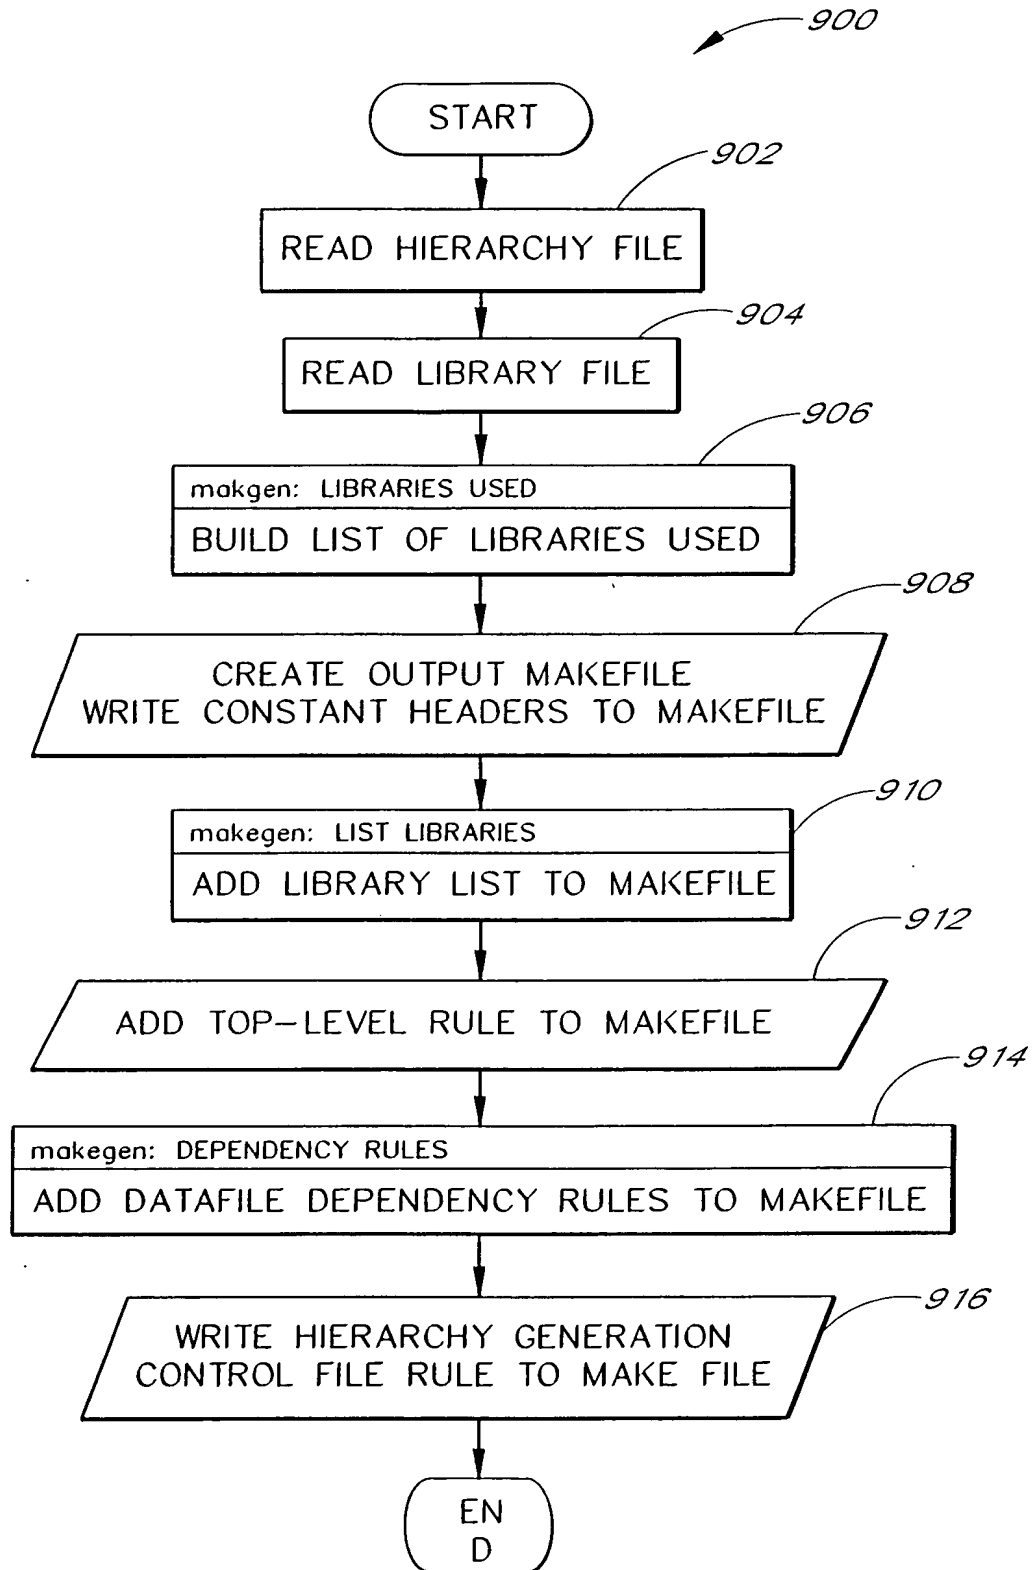 900
START
902
READ HIERARCHY FILE
904
READ LIBRARY FILE
906
makgen: LIBRARIES USED
BUILD LIST OF LIBRARIES USED
908
CREATE OUTPUT MAKEFILE
WRITE CONSTANT HEADERS TO MAKEFILE
910
makegen: LIST LIBRARIES
ADD LIBRARY LIST TO MAKEFILE
912
ADD TOP-LEVEL RULE TO MAKEFILE
914
makegen: DEPENDENCY RULES
ADD DATAFILE DEPENDENCY RULES TO MAKEFILE
916
WRITE HIERARCHY GENERATION
CONTROL FILE RULE TO MAKE FILE
EN
D